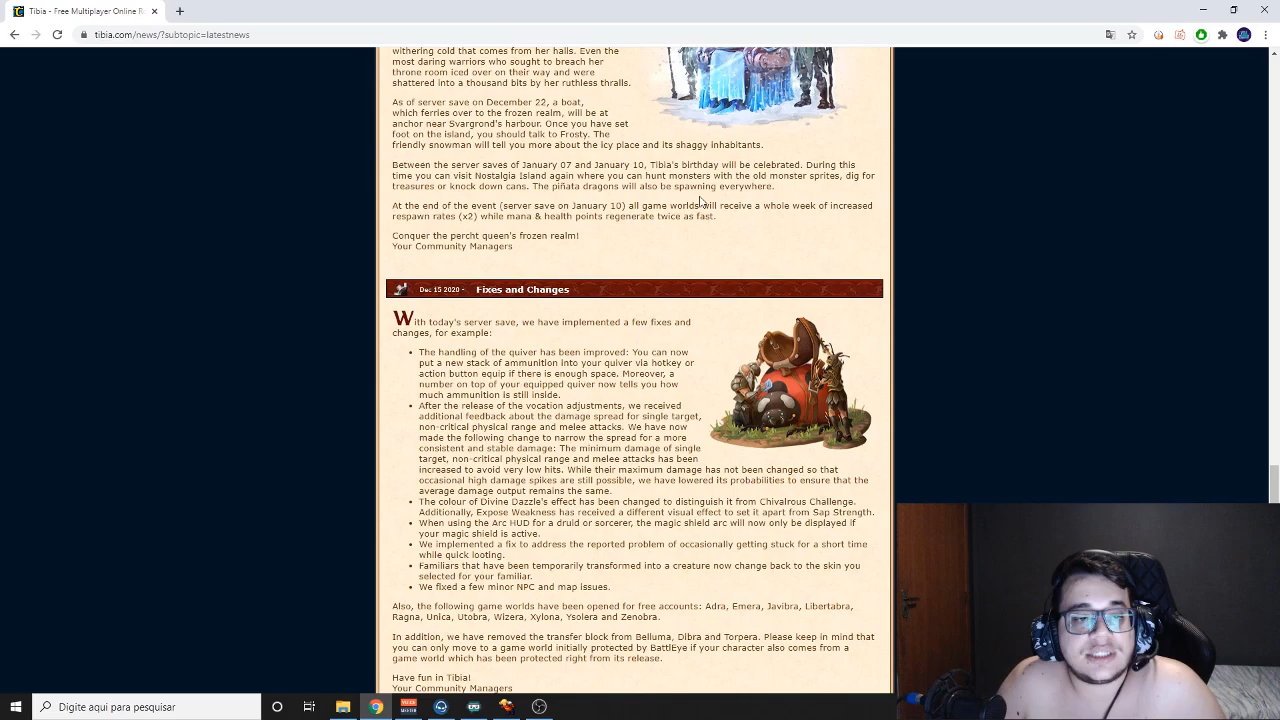 Tibia - Free Multiplayer Online Ro
tibia.com/news/?subtopic=latestnews
withering cold that comes from her halls. Even the
most daring warriors who sought to breach her
throne room iced over on their way and were
shattered into a thousand bits by her ruthless thralls.
As of server save on December 22, a boat,
which ferries over to the frozen realm, will be at
anchor near Svargrond's harbour. Once you have set
foot on the island, you should talk to Frosty. The
friendly snowman will tell you more about the icy place and its shaggy inhabitants.
Between the server saves of January 07 and January 10, Tibia's birthday will be celebrated. During this
time you can visit Nostalgia Island again where you can hunt monsters with the old monster sprites, dig for
treasures or knock down cans. The piñata dragons will also be spawning everywhere.
At the end of the event (server save on January 10) all game worlds will receive a whole week of increased
respawn rates (x2) while mana & health points regenerate twice as fast.
Conquer the percht queen's frozen realm!
Your Community Managers
Dec 15 2020 - Fixes and Changes
With today's server save, we have implemented a few fixes and
changes, for example:
• The handling of the quiver has been improved: You can now
put a new stack of ammunition into your quiver via hotkey or
action button equip if there is enough space. Moreover, a
number on top of your equipped quiver now tells you how
much ammunition is still inside.
• After the release of the vocation adjustments, we received
additional feedback about the damage spread for single target,
non-critical physical range and melee attacks. We have now
made the following change to narrow the spread for a more
consistent and stable damage: The minimum damage of single
target, non-critical physical range and melee attacks has been
increased to avoid very low hits. While their maximum damage has not been changed so that
occasional high damage spikes are still possible, we have lowered its probabilities to ensure that the
average damage output remains the same.
• The colour of Divine Dazzle's effect has been changed to distinguish it from Chivalrous Challenge.
Additionally, Expose Weakness has received a different visual effect to set it apart from Sap Strength.
• When using the Arc HUD for a druid or sorcerer, the magic shield arc will now only be displayed if
your magic shield is active.
• We implemented a fix to address the reported problem of occasionally getting stuck for a short time
while quick looting.
• Familiars that have been temporarily transformed into a creature now change back to the skin you
selected for your familiar.
• We fixed a few minor NPC and map issues.
Also, the following game worlds have been opened for free accounts: Adra, Emera, Javibra, Libertabra,
Ragna, Unica, Utobra, Wizera, Xylona, Ysolera and Zenobra.
In addition, we have removed the transfer block from Belluma, Dibra and Torpera. Please keep in mind that
you can only move to a game world initially protected by BattlEye if your character also comes from a
game world which has been protected right from its release.
Have fun in Tibia!
Your Community Managers
Digite aqui para pesquisar